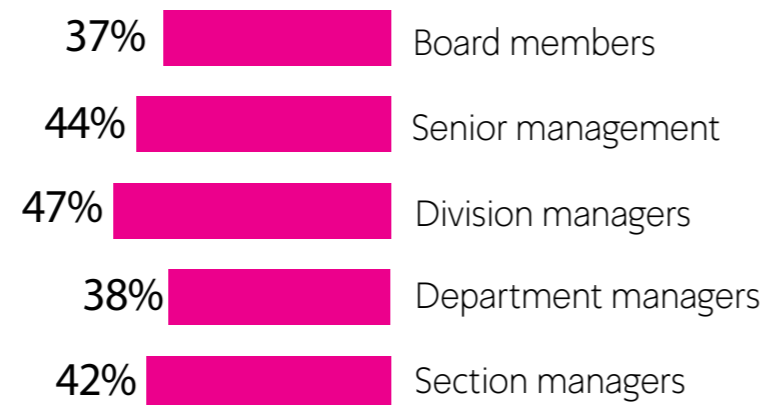 37% Board members
44% Senior management
47% Division managers
38% Department managers
42% Section managers